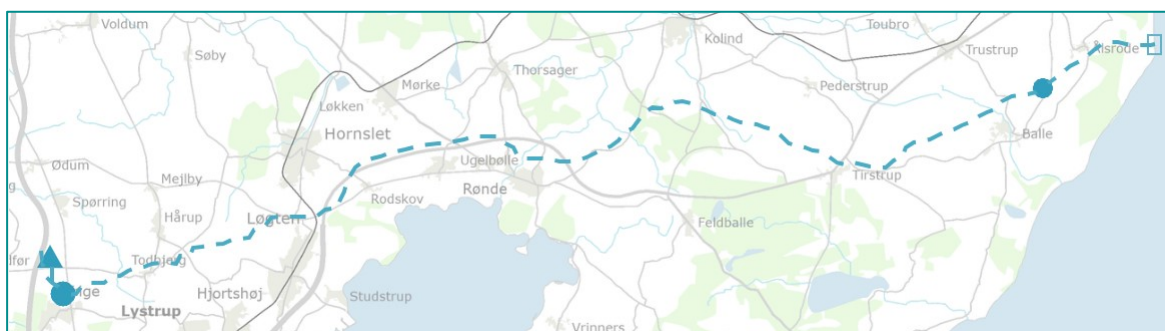 Voldum
Søby
Toubro
Kolind
Trustrup
Thorsager
Mørke
Løkken
Pederstrup
Hornslet
Balle
Ødum
Mejlby
Ugelbølle
Tirstrup
Rønde
Rodskov
Spørring
Hårup
Løgten
Feldballe
Todbjerg
Hjortshøj
Studstrup
Lystrup
Vrinners